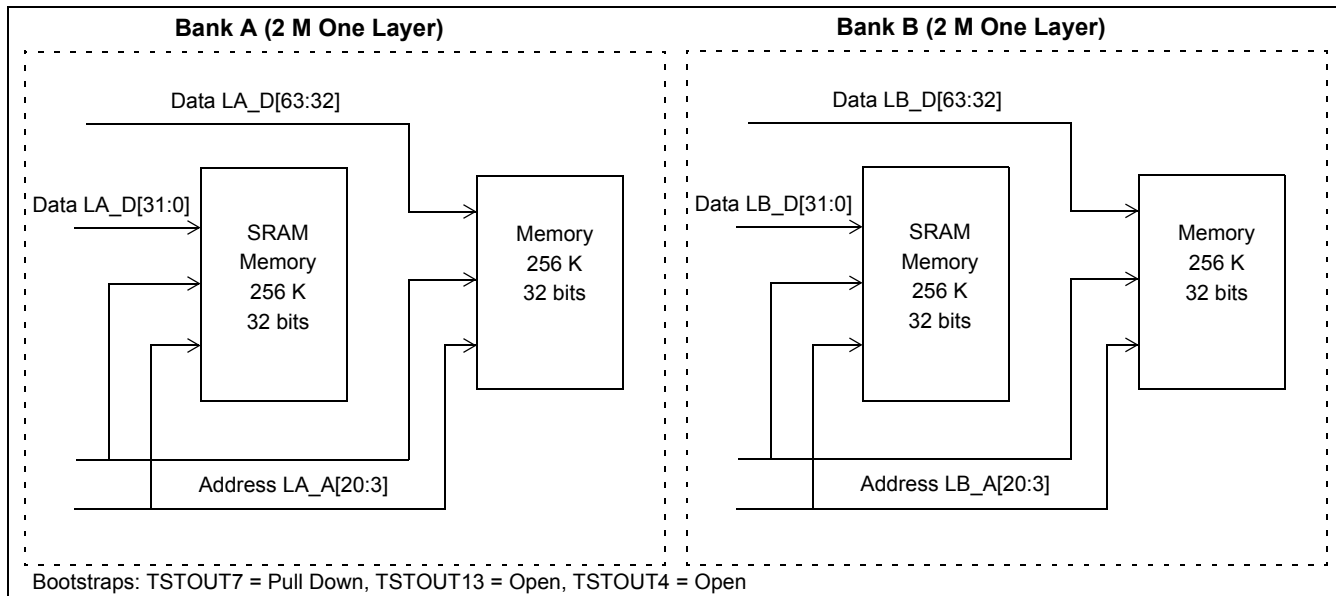 Bank A (2 M One Layer)
Data LA_D[63:32]
Data LA_D[31:0]
SRAM
Memory
256 K
32 bits
Memory
256 K
32 bits
Address LA_A[20:3]
Bank B (2 M One Layer)
Data LB_D[63:32]
Data LB_D[31:0]
SRAM
Memory
256 K
32 bits
Memory
256 K
32 bits
Address LB_A[20:3]
Bootstraps: TSTOUT7 = Pull Down, TSTOUT13 = Open, TSTOUT4 = Open